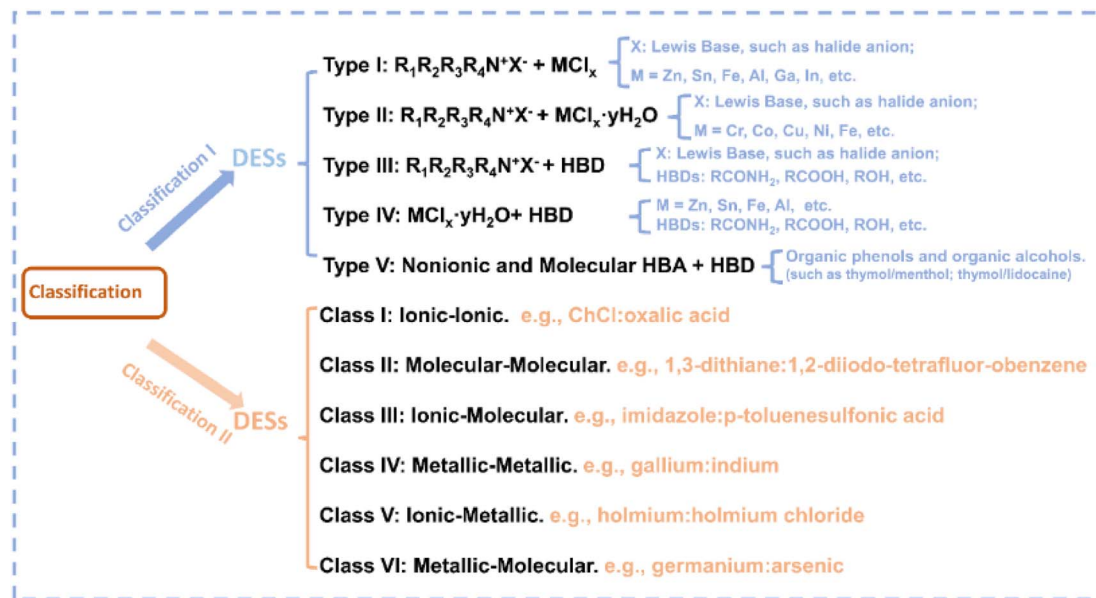 Classification
Classification I
DESs
Type I: R₁R₂R₃R₄N⁺X⁻ + MClₓ
X: Lewis Base, such as halide anion;
M = Zn, Sn, Fe, Al, Ga, In, etc.
Type II: R₁R₂R₃R₄N⁺X⁻ + MClₓ·yH₂O
X: Lewis Base, such as halide anion;
M = Cr, Co, Cu, Ni, Fe, etc.
Type III: R₁R₂R₃R₄N⁺X⁻ + HBD
X: Lewis Base, such as halide anion;
HBDs: RCONH₂, RCOOH, ROH, etc.
Type IV: MClₓ·yH₂O+ HBD
M = Zn, Sn, Fe, Al, etc.
HBDs: RCONH₂, RCOOH, ROH, etc.
Type V: Nonionic and Molecular HBA + HBD
Organic phenols and organic alcohols.
(such as thymol/menthol; thymol/lidocaine)
Classification II
DESs
Class I: Ionic-Ionic. e.g., ChCl:oxalic acid
Class II: Molecular-Molecular. e.g., 1,3-dithiane:1,2-diiodo-tetrafluor-obenzene
Class III: Ionic-Molecular. e.g., imidazole:p-toluenesulfonic acid
Class IV: Metallic-Metallic. e.g., gallium:indium
Class V: Ionic-Metallic. e.g., holmium:holmium chloride
Class VI: Metallic-Molecular. e.g., germanium:arsenic